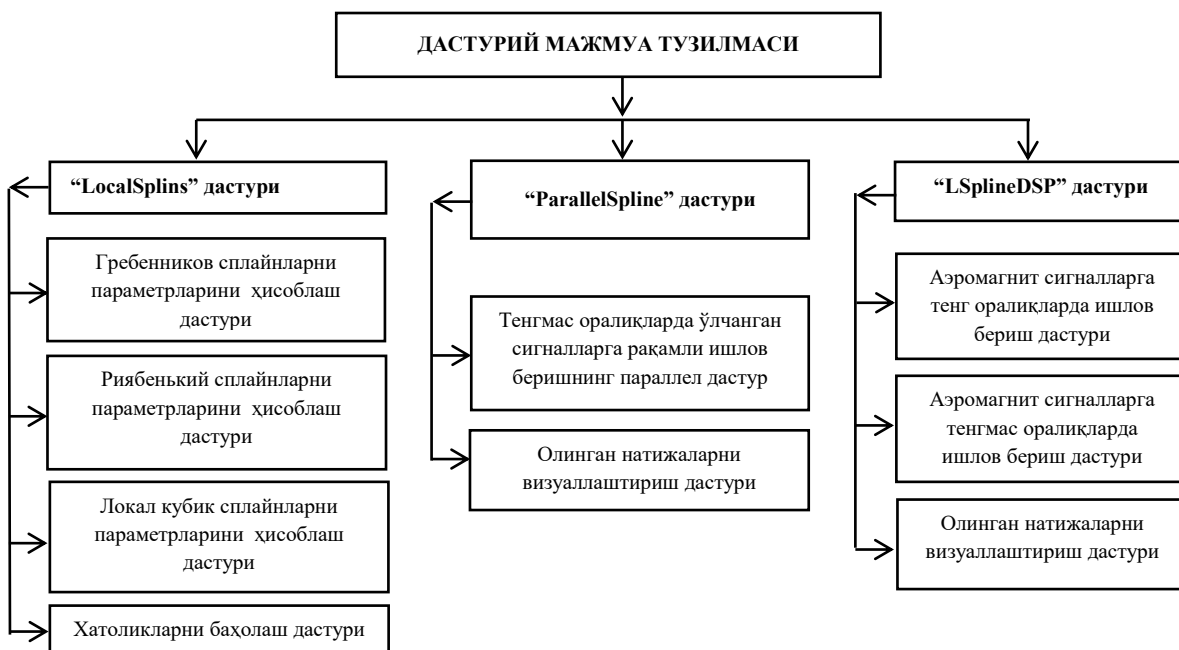 ДАСТУРИЙ МАЖМУА ТУЗИЛМАСИ
“LocalSplins” дастури
Гребенников сплайнларни
параметрларини ҳисоблаш
дастури
Риябенький сплайнларни
параметрларини ҳисоблаш
дастури
Локал кубик сплайнларни
параметрларини ҳисоблаш
дастури
Хатоликларни баҳолаш дастури
“ParallelSpline” дастури
Тенгмас оралиқларда ўлчанган
сигналларга рақамли ишлов
беришнинг параллел дастур
Олинган натижаларни
визуаллаштириш дастури
“LSplineDSP” дастури
Аэромагнит сигналларга
тенг оралиқларда ишлов
бериш дастури
Аэромагнит сигналларга
тенгмас оралиқларда
ишлов бериш дастури
Олинган натижаларни
визуаллаштириш дастури